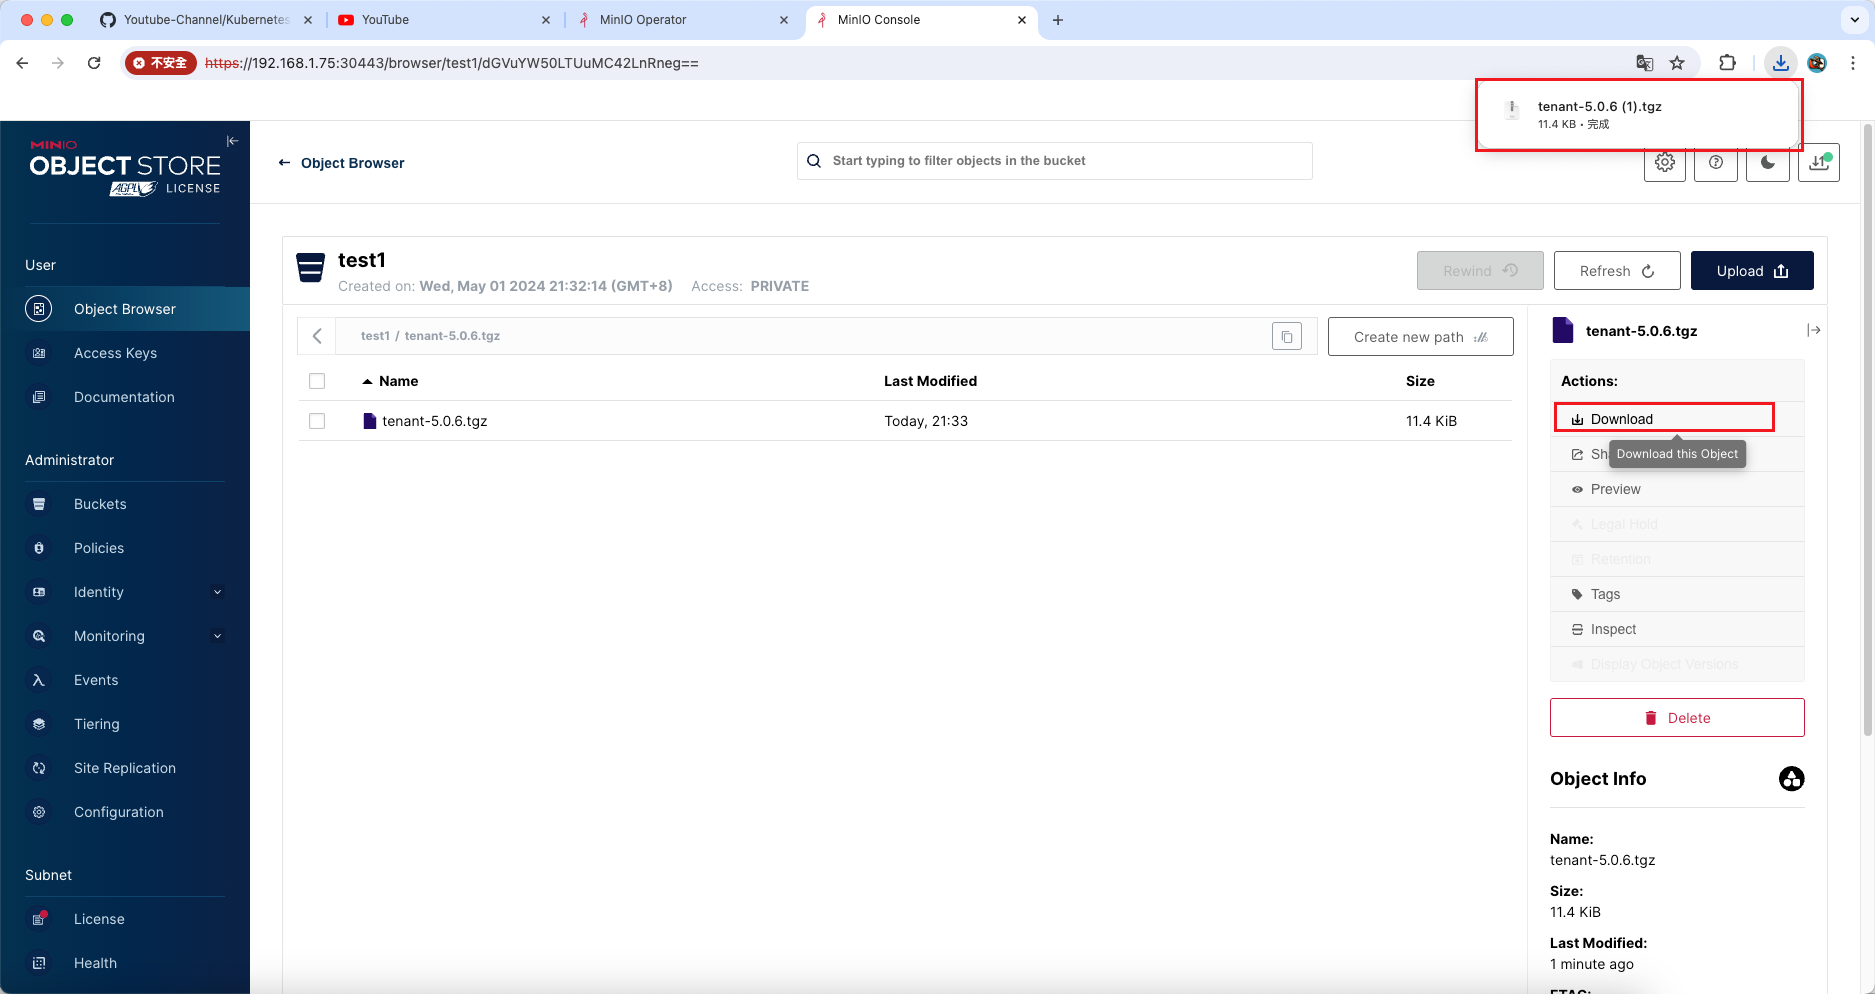 Youtube-Channel/Kubernetes
YouTube
MinIO Operator
MinIO Console
不安全
https://192.168.1.75:30443/browser/test1/dGVuYW50LTUuMC42LnRneg==
tenant-5.0.6 (1).tgz
11.4 KB • 完成
MINIO
OBJECT STORE
AGPL LICENSE
Object Browser
Start typing to filter objects in the bucket
User
Object Browser
Access Keys
Documentation
Administrator
Buckets
Policies
Identity
Monitoring
Events
Tiering
Site Replication
Configuration
Subnet
License
Health
test1
Created on: Wed, May 01 2024 21:32:14 (GMT+8) Access: PRIVATE
Rewind
Refresh
Upload
test1 / tenant-5.0.6.tgz
Create new path
Name Last Modified Size
tenant-5.0.6.tgz Today, 21:33 11.4 KiB
tenant-5.0.6.tgz
Actions:
Download
Download this Object
Preview
Legal Hold
Retention
Tags
Inspect
Display Object Versions
Delete
Object Info
Name:
tenant-5.0.6.tgz
Size:
11.4 KiB
Last Modified:
1 minute ago